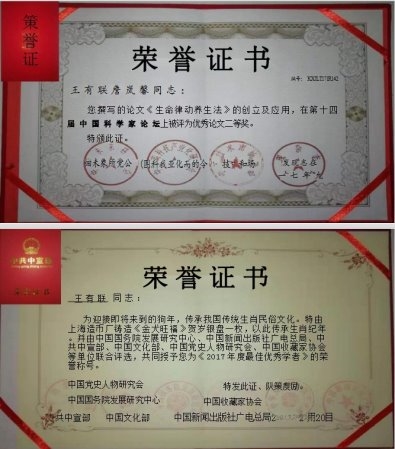 荣誉证
荣誉证书
王有联詹岚馨同志：
您撰写的论文《生命律动养生法》的创立及应用，在第十四
届中国科学家论坛上被评为优秀论文二等奖。
特颁此证。
荣誉证书
王有联 同志：
为迎接即将来到的狗年，传承我国传统生肖民俗文化。特由
上海造币厂铸造《金犬旺福》贺岁银盘一枚，以此传承生肖纪年
。并由中国国务院发展研究中心、中国新闻出版社广电总局、中共
中宣部、中国文化部、中国党史人物研究会、中国收藏家协会
等单位联合评选，共同授予您为《2017年度最佳优秀学者》的荣
誉称号。
中国党史人物研究会 特发此证、
中国国务院发展研究中心 中国收藏家协会
中共中宣部 中国文化部 中国新闻出版社广电总局
月20日